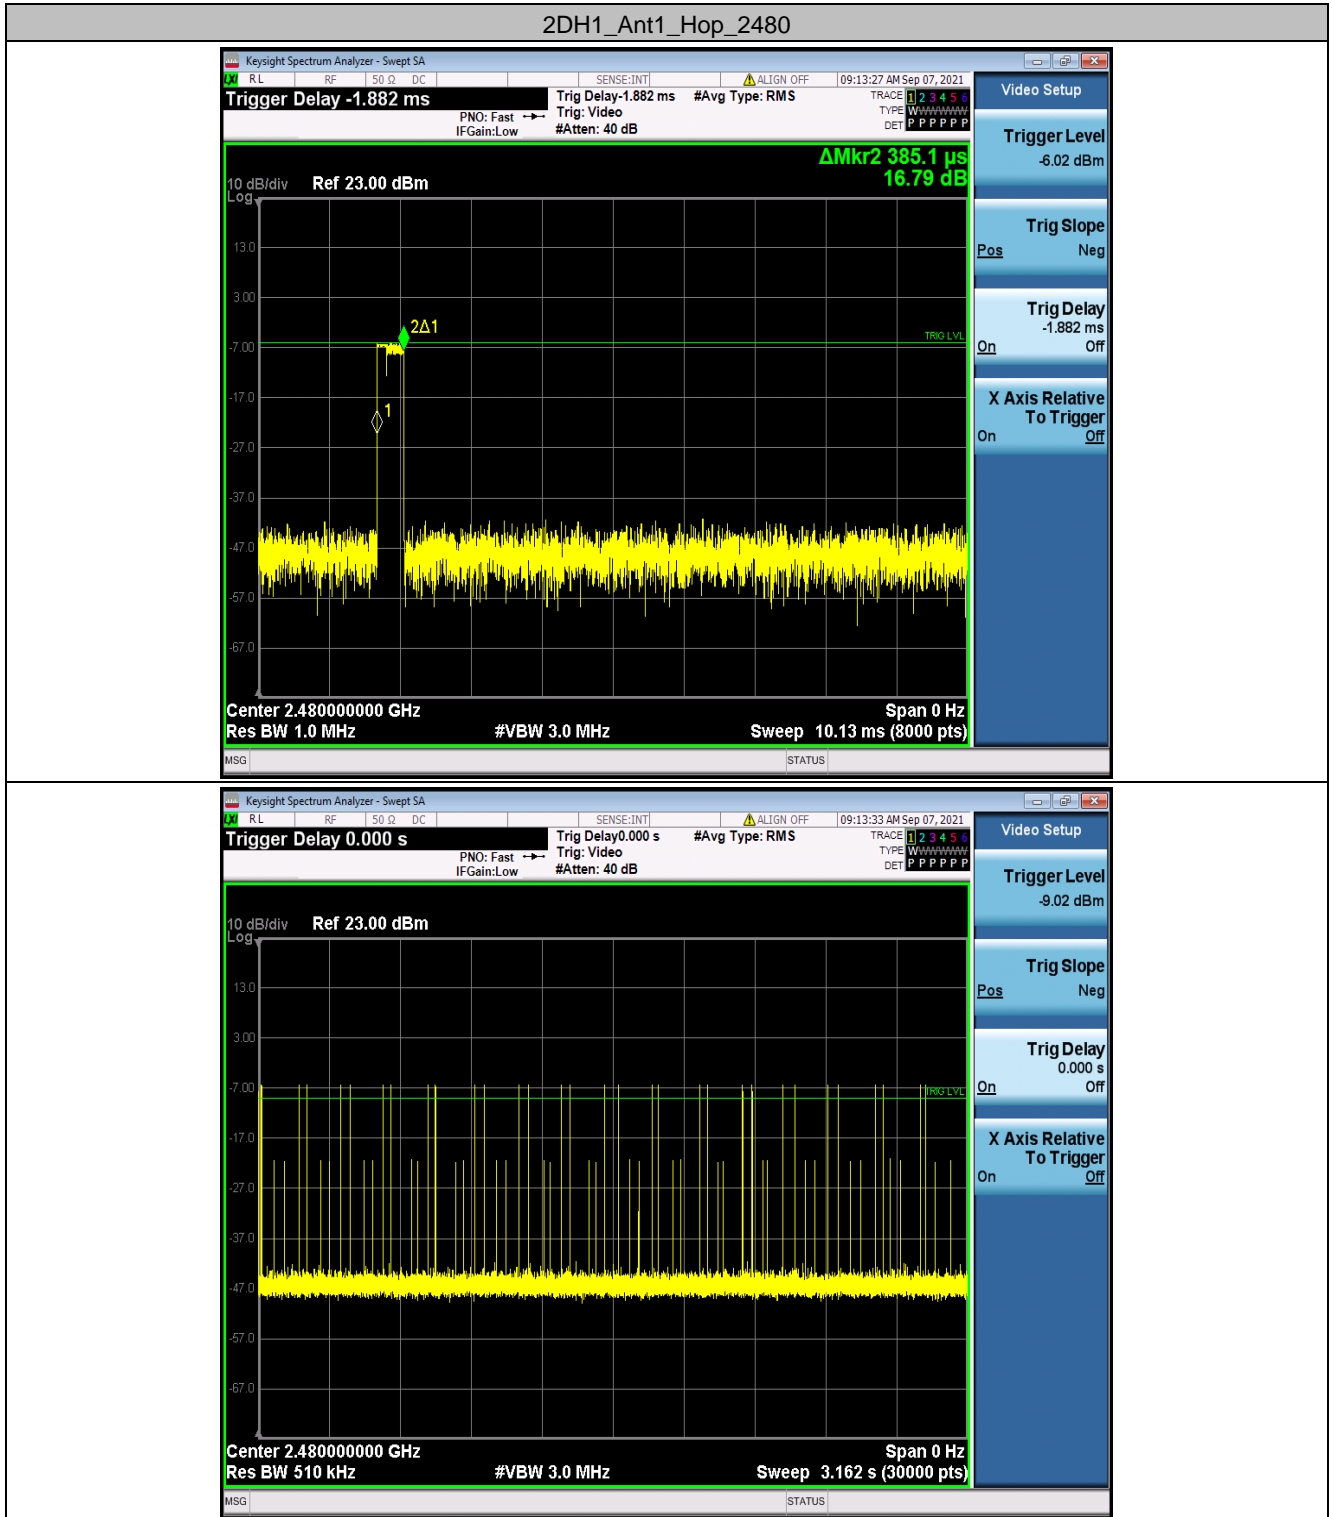 2DH1_Ant1_Hop_2480
Keysight Spectrum Analyzer - Swept SA
LXI RL RF 50 Ω DC SENSE:INT ALIGN OFF 09:13:27 AM Sep 07, 2021
Trigger Delay -1.882 ms
PNO: Fast
IFGain:Low
Trig Delay-1.882 ms
Trig: Video
#Atten: 40 dB
#Avg Type: RMS
TRACE 1 2 3 4 5 6
TYPE WWWWWW
DET P P P P P P
ΔMkr2 385.1 µs
16.79 dB
10 dB/div Ref 23.00 dBm
Log
13.0
3.00
-7.00
-17.0
-27.0
-37.0
-47.0
-57.0
-67.0
2Δ1
1
TRIG LVL
Center 2.480000000 GHz Span 0 Hz
Res BW 1.0 MHz #VBW 3.0 MHz Sweep 10.13 ms (8000 pts)
MSG STATUS
Video Setup
Trigger Level
-6.02 dBm
Trig Slope
Pos Neg
Trig Delay
-1.882 ms
On Off
X Axis Relative
To Trigger
On Off
Keysight Spectrum Analyzer - Swept SA
LXI RL RF 50 Ω DC SENSE:INT ALIGN OFF 09:13:33 AM Sep 07, 2021
Trigger Delay 0.000 s
PNO: Fast
IFGain:Low
Trig Delay0.000 s
Trig: Video
#Atten: 40 dB
#Avg Type: RMS
TRACE 1 2 3 4 5 6
TYPE WWWWWW
DET P P P P P P
10 dB/div Ref 23.00 dBm
Log
13.0
3.00
-7.00
-17.0
-27.0
-37.0
-47.0
-57.0
-67.0
TRIG LVL
Center 2.480000000 GHz Span 0 Hz
Res BW 510 kHz #VBW 3.0 MHz Sweep 3.162 s (30000 pts)
MSG STATUS
Video Setup
Trigger Level
-9.02 dBm
Trig Slope
Pos Neg
Trig Delay
0.000 s
On Off
X Axis Relative
To Trigger
On Off